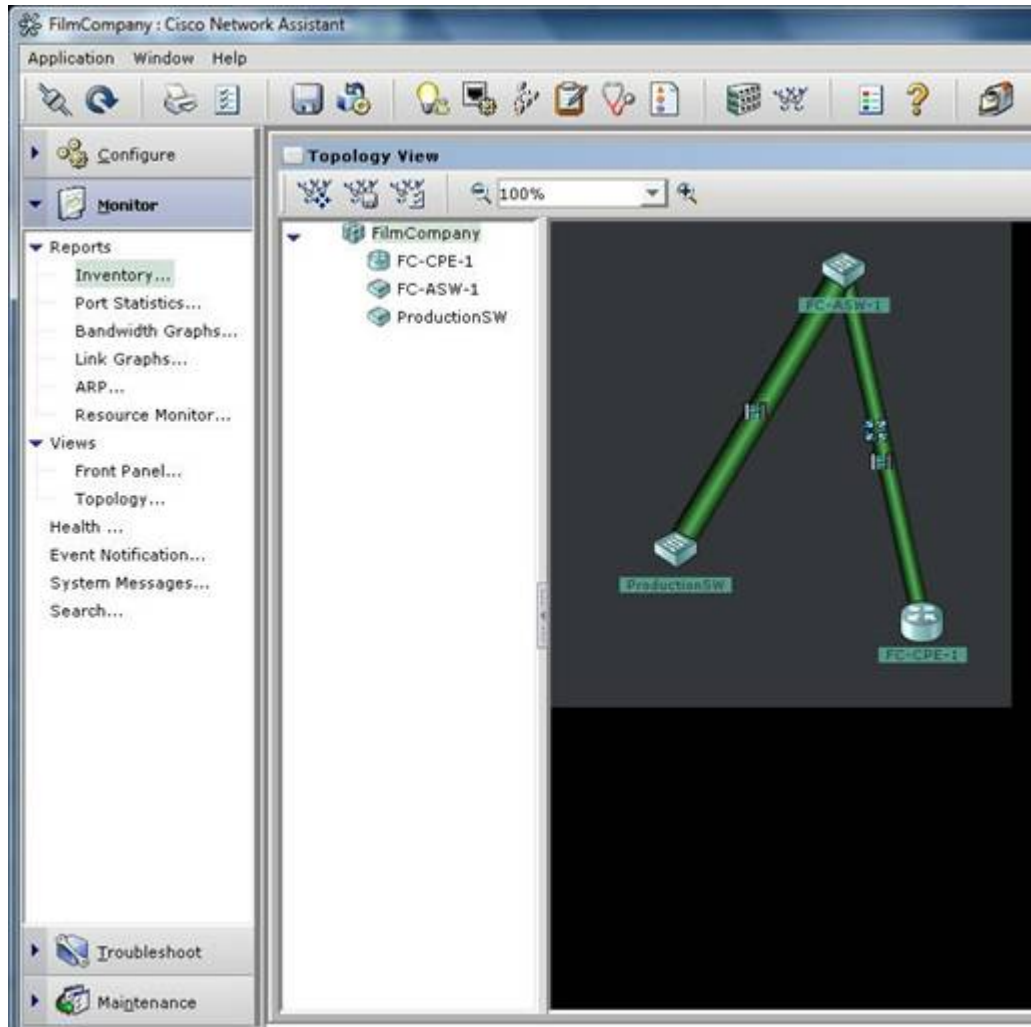 FilmCompany : Cisco Network Assistant
Application Window Help
Configure
Monitor
Reports
Inventory...
Port Statistics...
Bandwidth Graphs...
Link Graphs...
ARP...
Resource Monitor...
Views
Front Panel...
Topology...
Health ...
Event Notification...
System Messages...
Search...
Troubleshoot
Maintenance
Topology View
100%
FilmCompany
FC-CPE-1
FC-ASW-1
ProductionSW
FC-ASW-1
ProductionSW
FC-CPE-1